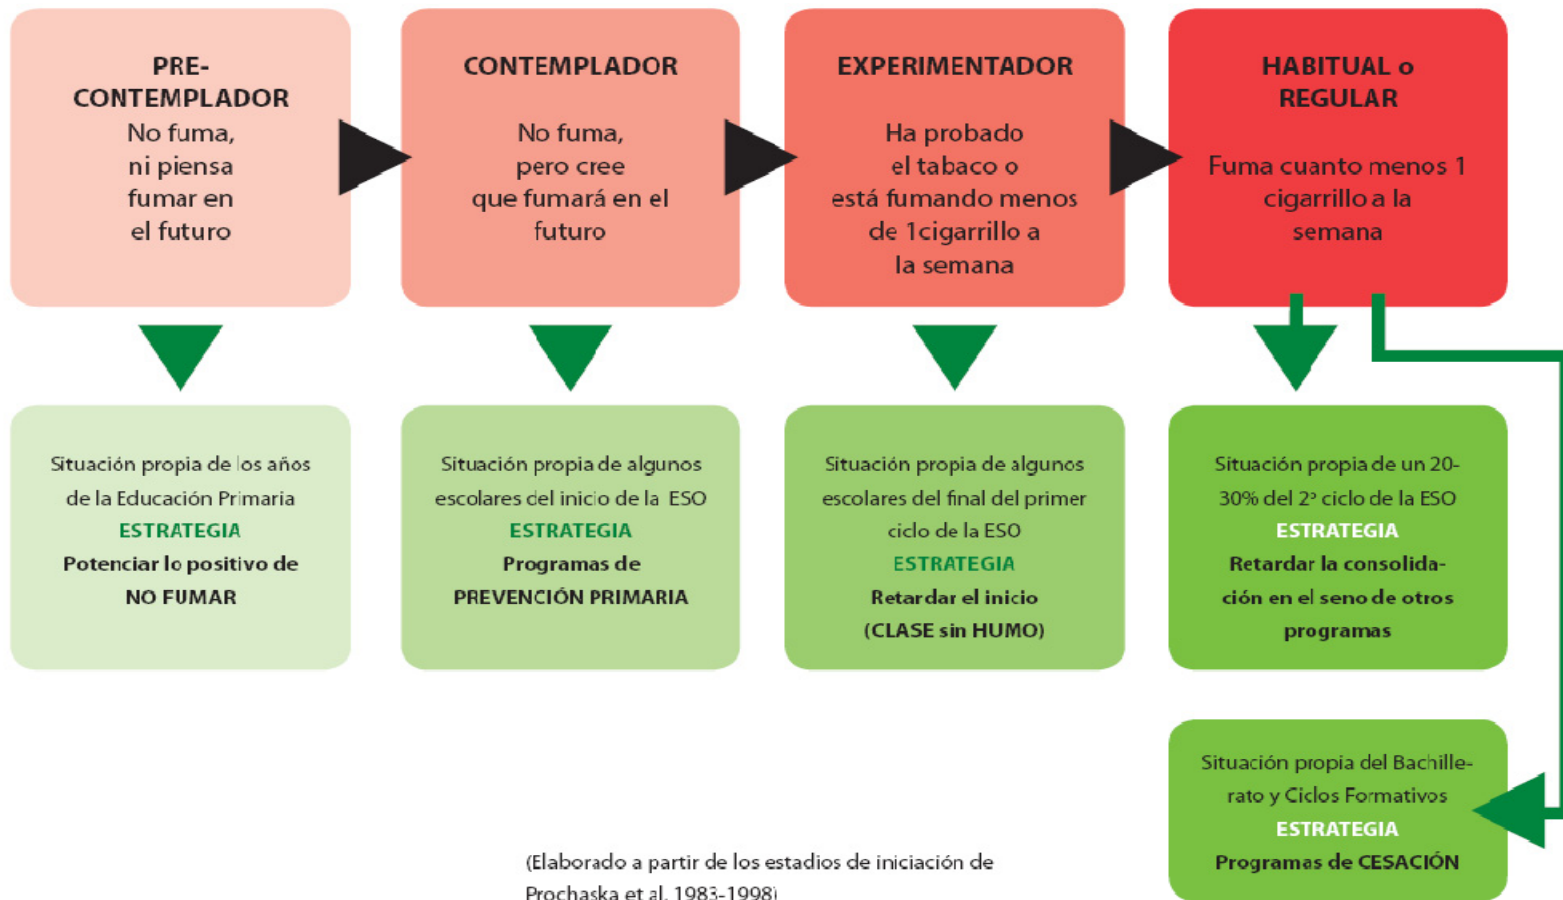 PRE-
CONTEMPLADOR
No fuma,
ni piensa
fumar en
el futuro
CONTEMPLADOR
No fuma,
pero cree
que fumará en el
futuro
EXPERIMENTADOR
Ha probado
el tabaco o
está fumando menos
de 1cigarrillo a
la semana
HABITUAL o
REGULAR
Fuma cuanto menos 1
cigarrillo a la
semana
Situación propia de los años
de la Educación Primaria
ESTRATEGIA
Potenciar lo positivo de
NO FUMAR
Situación propia de algunos
escolares del inicio de la ESO
ESTRATEGIA
Programas de
PREVENCIÓN PRIMARIA
Situación propia de algunos
escolares del final del primer
ciclo de la ESO
ESTRATEGIA
Retardar el inicio
(CLASE sin HUMO)
Situación propia de un 20-
30% del 2º ciclo de la ESO
ESTRATEGIA
Retardar la consolida-
ción en el seno de otros
programas
Situación propia del Bachille-
rato y Ciclos Formativos
ESTRATEGIA
Programas de CESACIÓN
(Elaborado a partir de los estadios de iniciación de
Prochaska et al. 1983-1998)